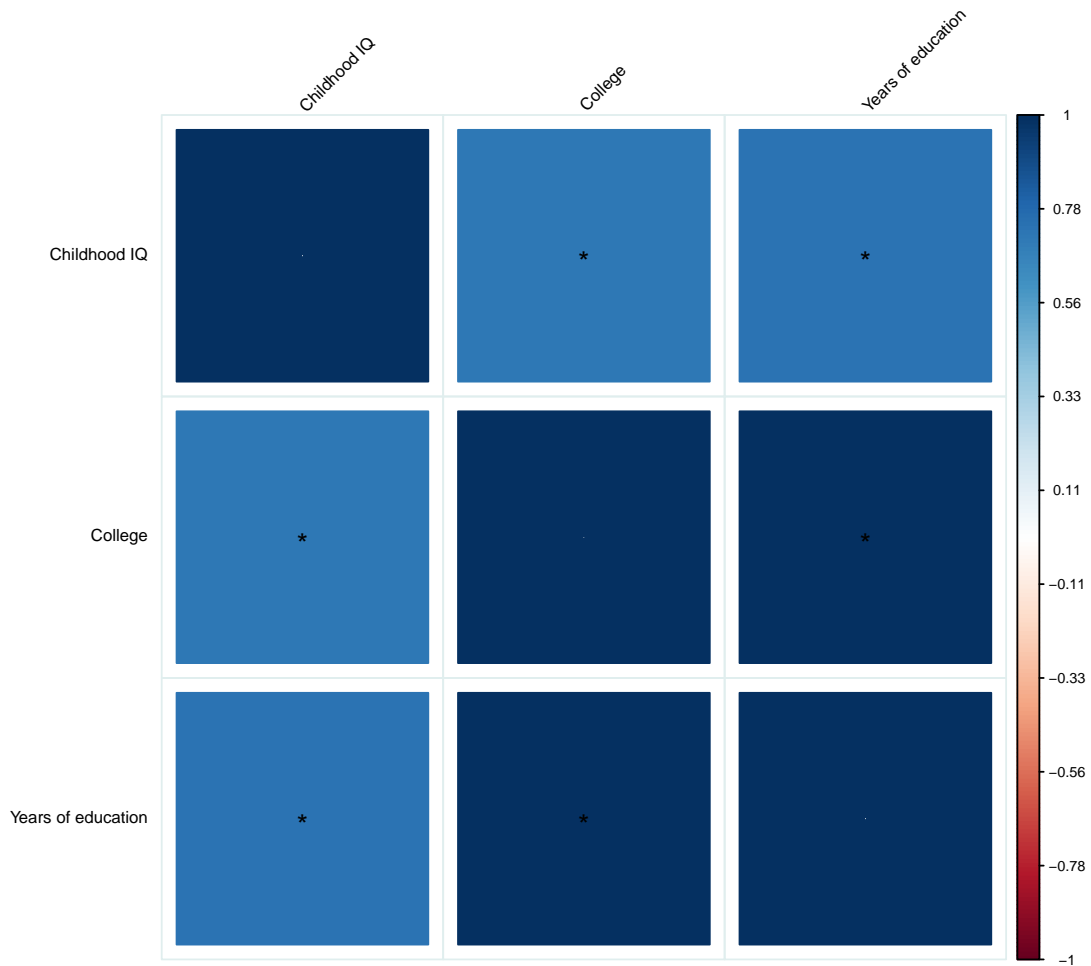 Childhood IQ
College
Years of education
1
Childhood IQ
*
*
0.78
0.56
0.33
0.11
College
*
*
−0.11
−0.33
−0.56
Years of education
*
*
−0.78
−1